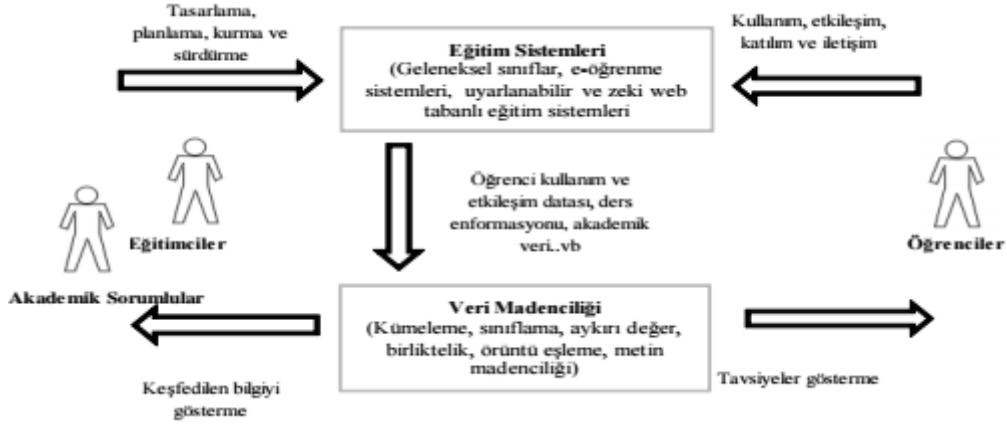 Tasarlama,
planlama, kurma ve
sürdürme
Eğitim Sistemleri
(Geleneksel sınıflar, e-öğrenme
sistemleri, uyarlanabilir ve zeki web
tabanlı eğitim sistemleri
Kullanım, etkileşim,
katılım ve iletişim
Öğrenci kullanım ve
etkileşim datası, ders
enformasyonu, akademik
veri..vb
Eğitimciler
Akademik Sorumlular
Öğrenciler
Veri Madenciliği
(Kümeleme, sınıflama, aykırı değer,
birliktelik, örüntü eşleme, metin
madenciliği)
Keşfedilen bilgiyi
gösterme
Tavsiyeler gösterme